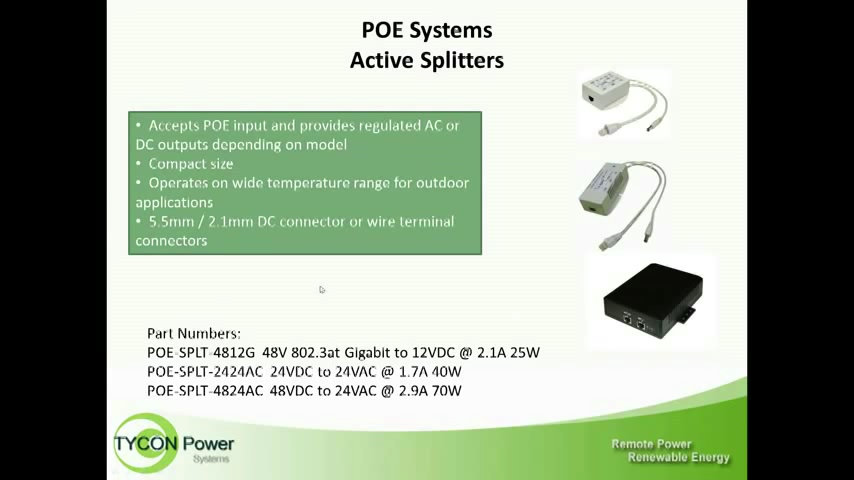 POE Systems
Active Splitters
• Accepts POE input and provides regulated AC or
DC outputs depending on model
• Compact size
• Operates on wide temperature range for outdoor
applications
• 5.5mm / 2.1mm DC connector or wire terminal
connectors
Part Numbers:
POE-SPLT-4812G 48V 802.3at Gigabit to 12VDC @ 2.1A 25W
POE-SPLT-2424AC 24VDC to 24VAC @ 1.7A 40W
POE-SPLT-4824AC 48VDC to 24VAC @ 2.9A 70W
TYCON Power
Systems
Remote Power
Renewable Energy